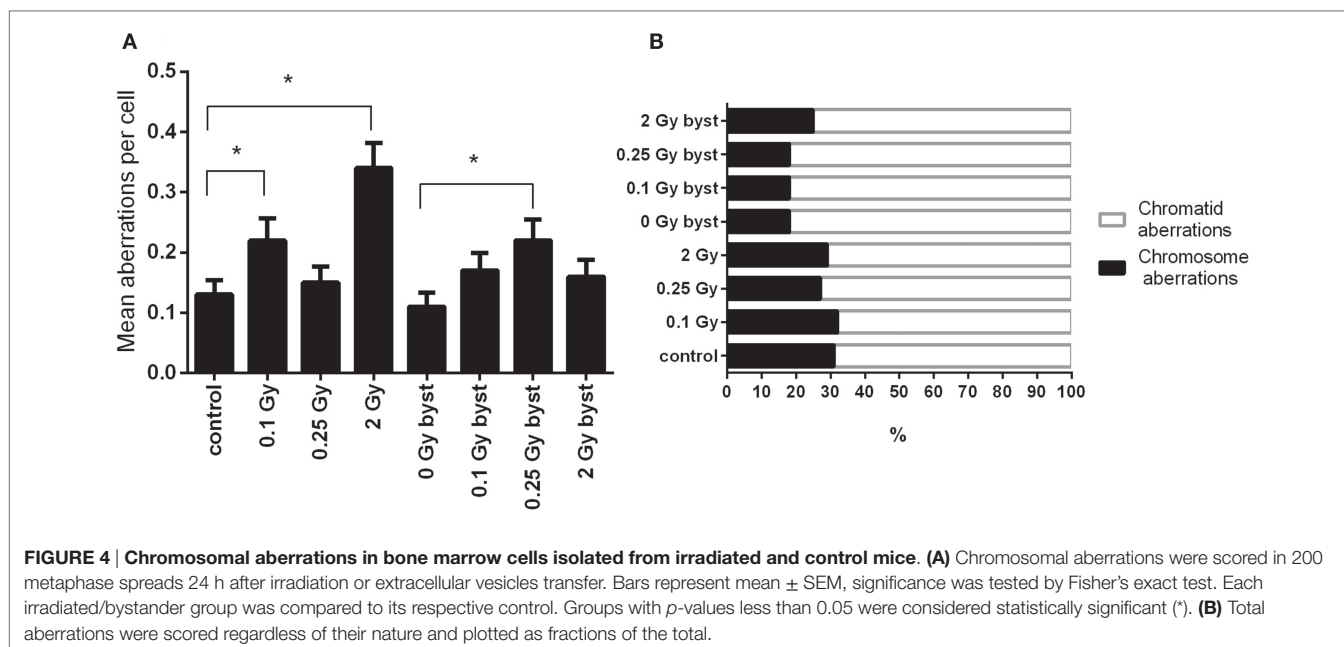 A
B
Mean aberrations per cell
0.5
0.4
0.3
0.2
0.1
0.0
*
*
*
control
0.1 Gy
0.25 Gy
2 Gy
0 Gy byst
0.1 Gy byst
0.25 Gy byst
2 Gy byst
2 Gy byst
0.25 Gy byst
0.1 Gy byst
0 Gy byst
2 Gy
0.25 Gy
0.1 Gy
control
0 10 20 30 40 50 60 70 80 90 100
%
Chromatid
aberrations
Chromosome
aberrations
FIGURE 4 | Chromosomal aberrations in bone marrow cells isolated from irradiated and control mice. (A) Chromosomal aberrations were scored in 200
metaphase spreads 24 h after irradiation or extracellular vesicles transfer. Bars represent mean ± SEM, significance was tested by Fisher's exact test. Each
irradiated/bystander group was compared to its respective control. Groups with p-values less than 0.05 were considered statistically significant (*). (B) Total
aberrations were scored regardless of their nature and plotted as fractions of the total.